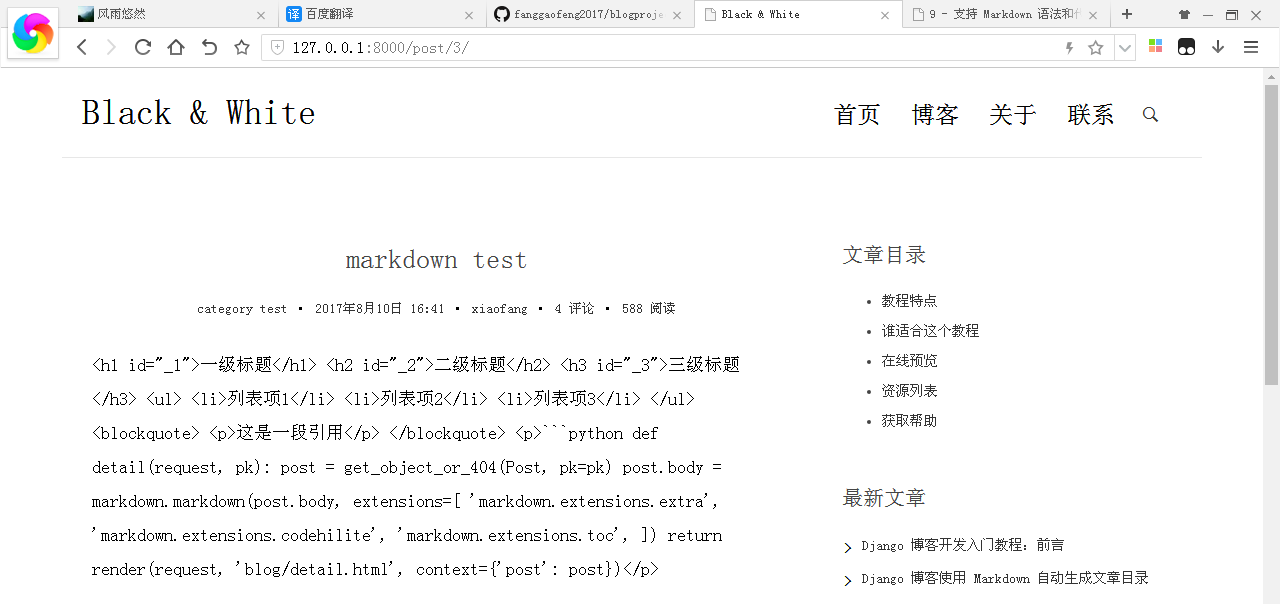 风雨悠然
百度翻译
fanggaofeng2017/blogproje
Black & White
9 - 支持 Markdown 语法和
127.0.0.1:8000/post/3/
Black & White
首页 博客 关于 联系
markdown test
category test ▪ 2017年8月10日 16:41 ▪ xiaofang ▪ 4 评论 ▪ 588 阅读
<h1 id="_1">一级标题</h1> <h2 id="_2">二级标题</h2> <h3 id="_3">三级标题
</h3> <ul> <li>列表项1</li> <li>列表项2</li> <li>列表项3</li> </ul>
<blockquote> <p>这是一段引用</p> </blockquote> <p>```python def
detail(request, pk): post = get_object_or_404(Post, pk=pk) post.body =
markdown.markdown(post.body, extensions=[ 'markdown.extensions.extra',
'markdown.extensions.codehilite', 'markdown.extensions.toc', ]) return
render(request, 'blog/detail.html', context={'post': post})</p>
文章目录
• 教程特点
• 谁适合这个教程
• 在线预览
• 资源列表
• 获取帮助
最新文章
Django 博客开发入门教程：前言
Django 博客使用 Markdown 自动生成文章目录